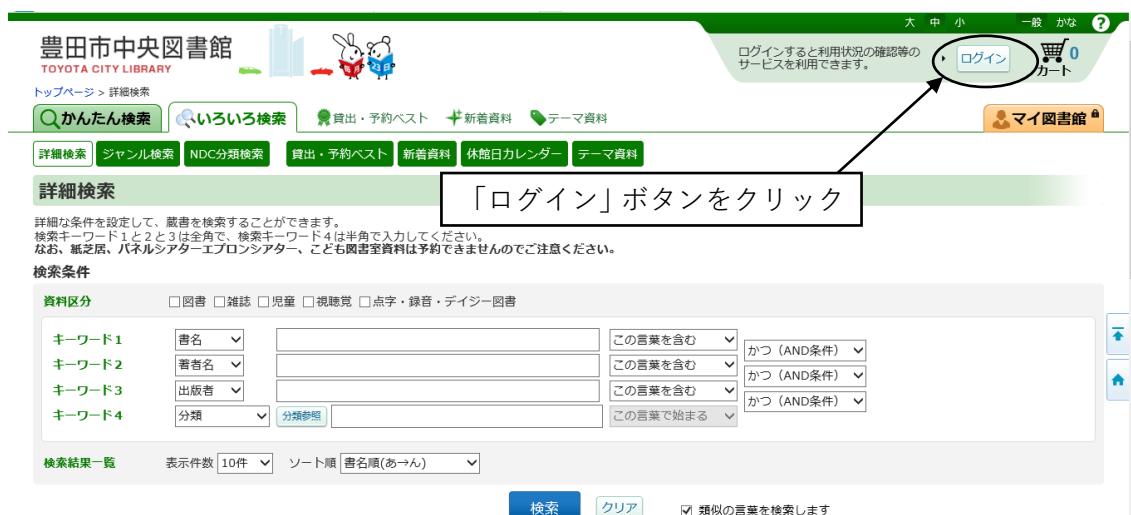 大 中 小 一般 かな ?
豊田市中央図書館
TOYOTA CITY LIBRARY
ログインすると利用状況の確認等の
サービスを利用できます。
ログイン
0
カート
トップページ > 詳細検索
かんたん検索 いろいろ検索 貸出・予約ベスト 新着資料 テーマ資料 マイ図書館
詳細検索 ジャンル検索 NDC分類検索 貸出・予約ベスト 新着資料 休館日カレンダー テーマ資料
「ログイン」ボタンをクリック
詳細検索
詳細な条件を設定して、蔵書を検索することができます。
検索キーワード1と2と3は全角で、検索キーワード4は半角で入力してください。
なお、紙芝居、パネルシアターエプロンシアター、こども図書室資料は予約できませんのでご注意ください。
検索条件
資料区分 図書 雑誌 児童 視聴覚 点字・録音・デイジー図書
キーワード1 書名 この言葉を含む かつ（AND条件）
キーワード2 著者名 この言葉を含む かつ（AND条件）
キーワード3 出版者 この言葉を含む かつ（AND条件）
キーワード4 分類 分類参照 この言葉で始まる
検索結果一覧 表示件数 10件 ソート順 書名順(あ→ん)
検索 クリア 類似の言葉を検索します